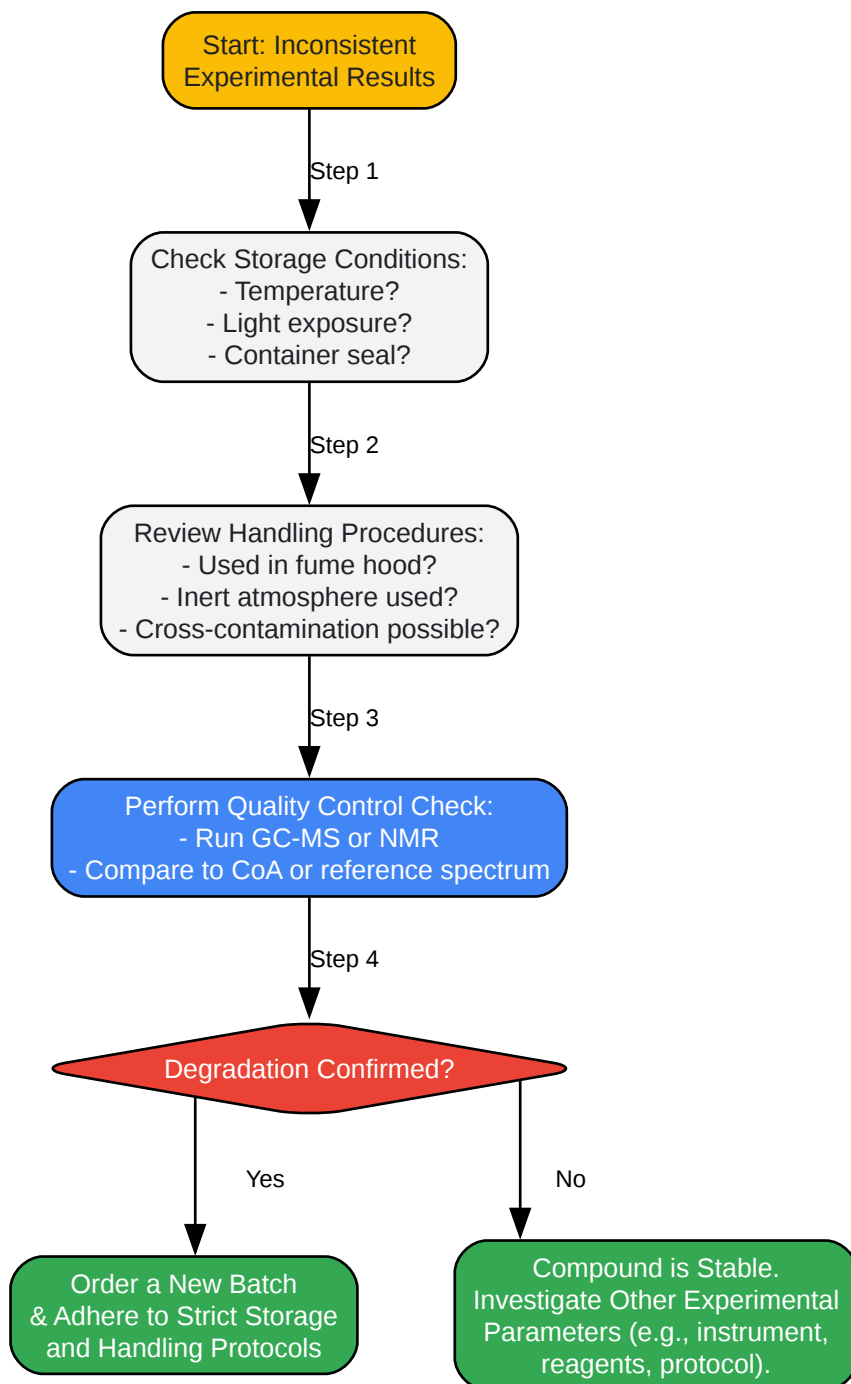 Start: Inconsistent
Experimental Results
Step 1
Check Storage Conditions:
- Temperature?
- Light exposure?
- Container seal?
Step 2
Review Handling Procedures:
- Used in fume hood?
- Inert atmosphere used?
- Cross-contamination possible?
Step 3
Perform Quality Control Check:
- Run GC-MS or NMR
- Compare to CoA or reference spectrum
Step 4
Degradation Confirmed?
Yes
No
Order a New Batch
& Adhere to Strict Storage
and Handling Protocols
Compound is Stable.
Investigate Other Experimental
Parameters (e.g., instrument,
reagents, protocol).